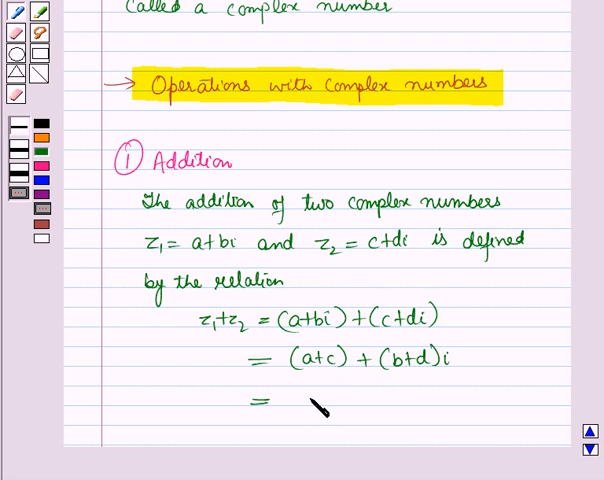 called a complex number
→ Operations with complex numbers
① Addition
The addition of two complex numbers
z₁ = a+bi and z₂ = c+di is defined
by the relation
z₁+z₂ = (a+bi)+(c+di)
= (a+c) + (b+d)i
=